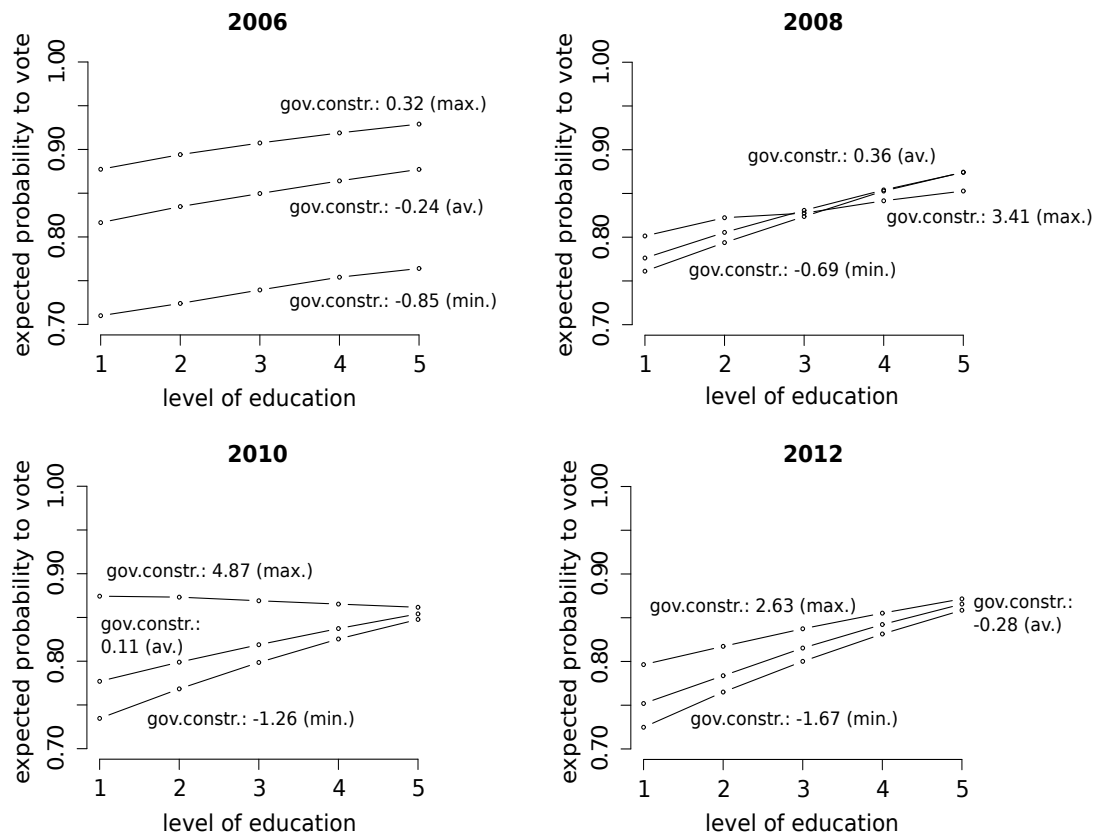 2006
expected probability to vote
1.00
0.90
0.80
0.70
gov.constr.: 0.32 (max.)
gov.constr.: -0.24 (av.)
gov.constr.: -0.85 (min.)
1 2 3 4 5
level of education
2008
expected probability to vote
1.00
0.90
0.80
0.70
gov.constr.: 0.36 (av.)
gov.constr.: 3.41 (max.)
gov.constr.: -0.69 (min.)
1 2 3 4 5
level of education
2010
expected probability to vote
1.00
0.90
0.80
0.70
gov.constr.: 4.87 (max.)
gov.constr.:
0.11 (av.)
gov.constr.: -1.26 (min.)
1 2 3 4 5
level of education
2012
expected probability to vote
1.00
0.90
0.80
0.70
gov.constr.: 2.63 (max.)
gov.constr.:
-0.28 (av.)
gov.constr.: -1.67 (min.)
1 2 3 4 5
level of education